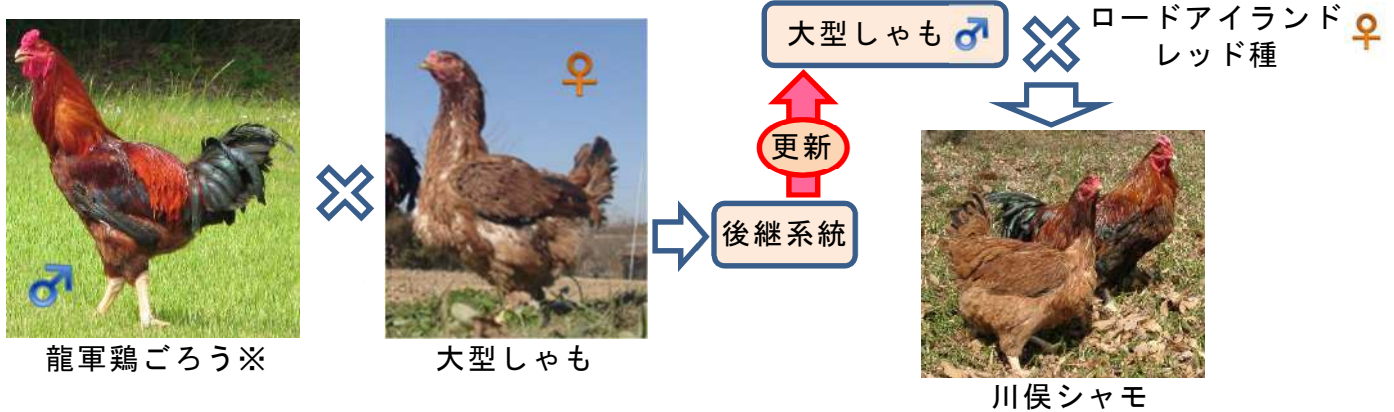 龍軍鶏ごろう※
大型しゃも
後継系統
更新
大型しゃも♂
ロードアイランド
レッド種♀
川俣シャモ